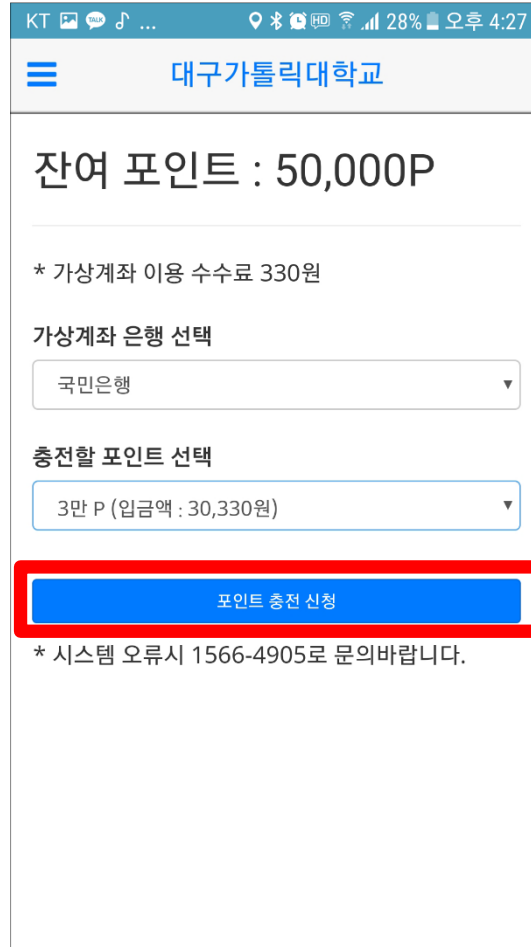 KT ... HD 28% 오후 4:27
대구가톨릭대학교
잔여 포인트 : 50,000P
* 가상계좌 이용 수수료 330원
가상계좌 은행 선택
국민은행
충전할 포인트 선택
3만 P (입금액 : 30,330원)
포인트 충전 신청
* 시스템 오류시 1566-4905로 문의바랍니다.